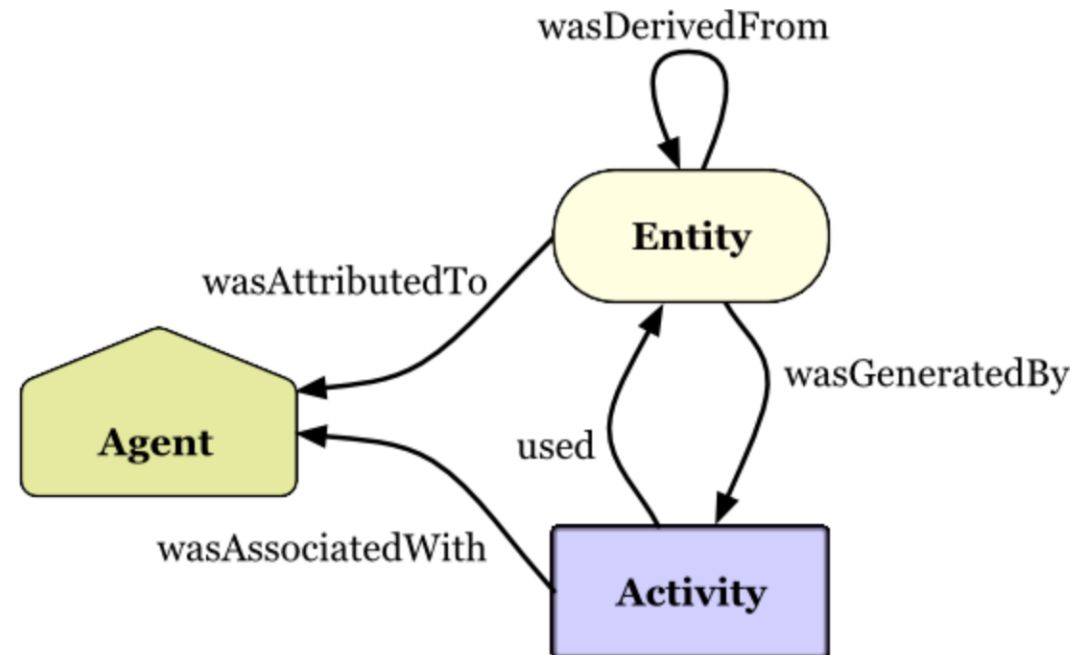 wasDerivedFrom
Entity
wasAttributedTo
wasGeneratedBy
Agent
used
wasAssociatedWith
Activity